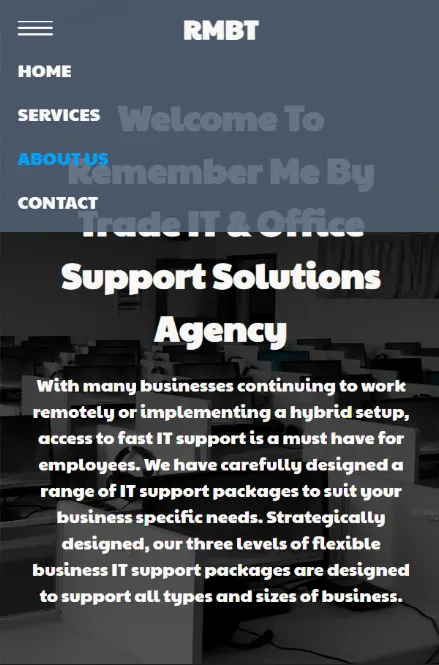 RMBT
HOME
SERVICES
ABOUT US
CONTACT
Welcome To
Remember Me By
Trade IT & Office
Support Solutions
Agency
With many businesses continuing to work
remotely or implementing a hybrid setup,
access to fast IT support is a must have for
employees. We have carefully designed a
range of IT support packages to suit your
business specific needs. Strategically
designed, our three levels of flexible
business IT support packages are designed
to support all types and sizes of business.